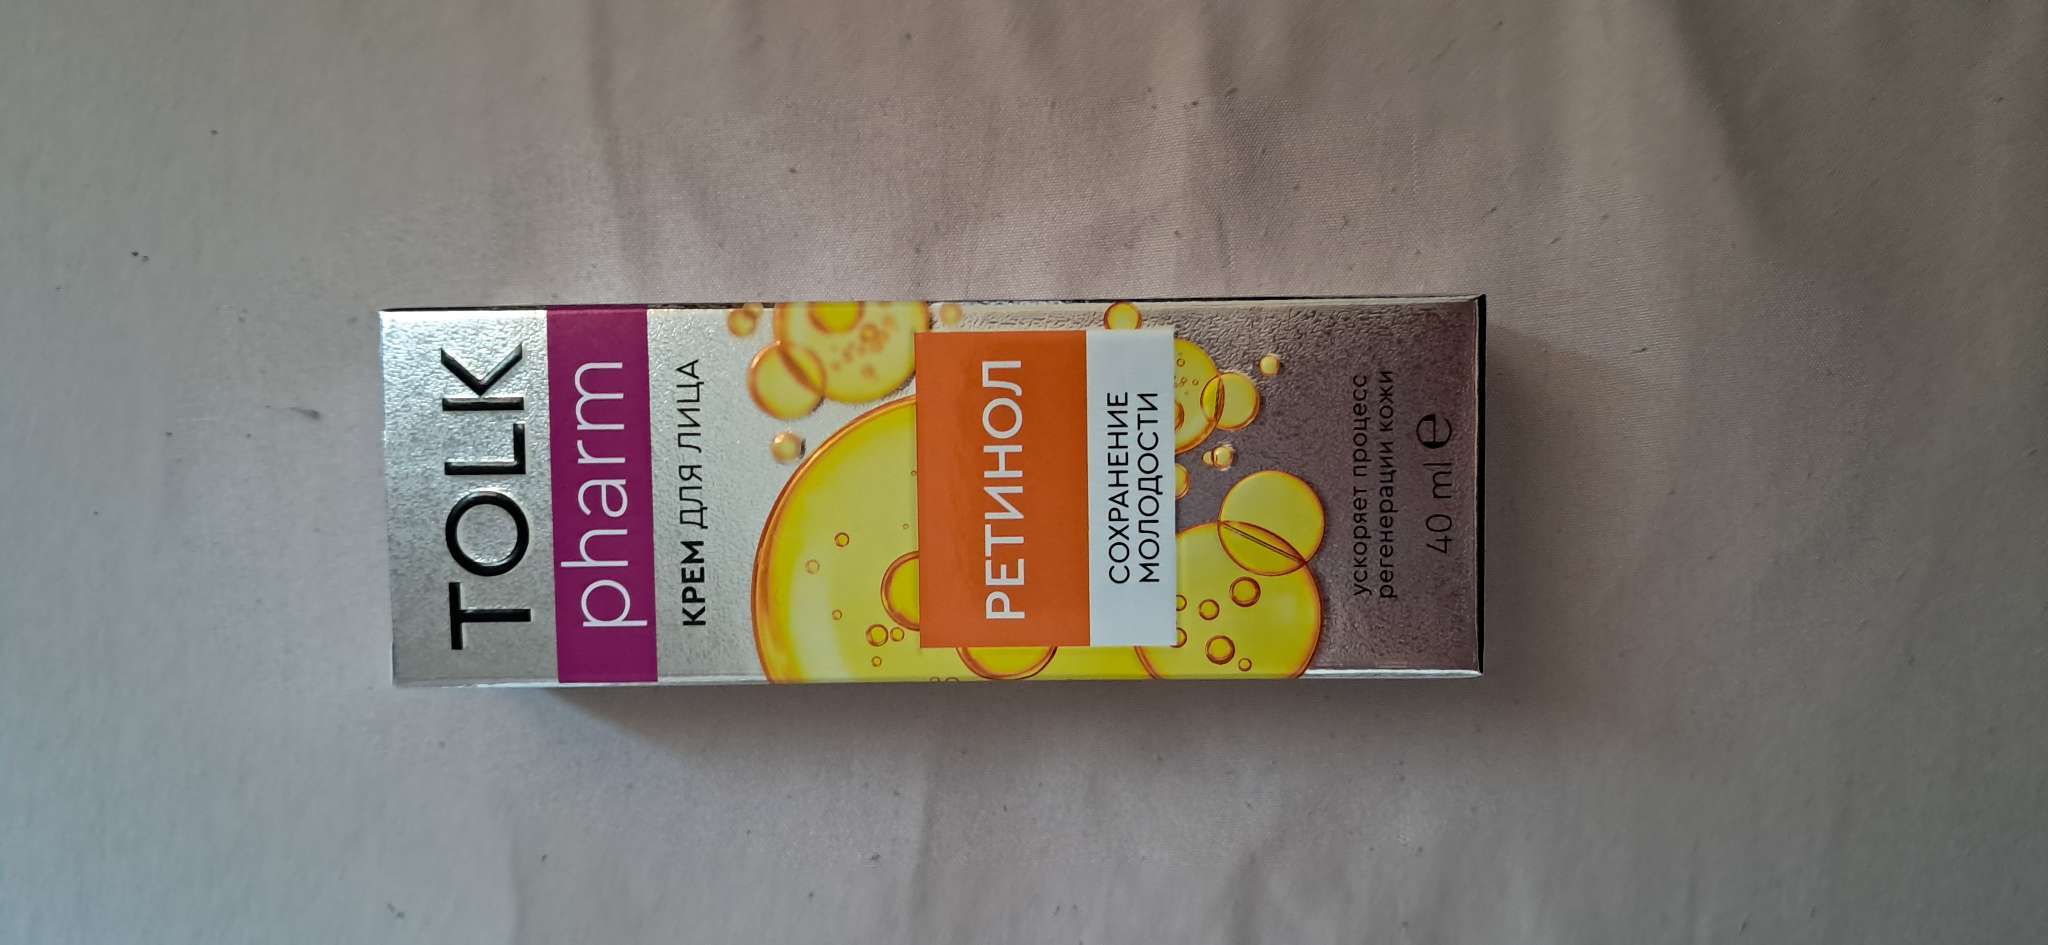 TOLK
pharm
КРЕМ ДЛЯ ЛИЦА
РЕТИНОЛ
СОХРАНЕНИЕ
МОЛОДОСТИ
ускоряет процесс
регенерации кожи
40 ml ℮